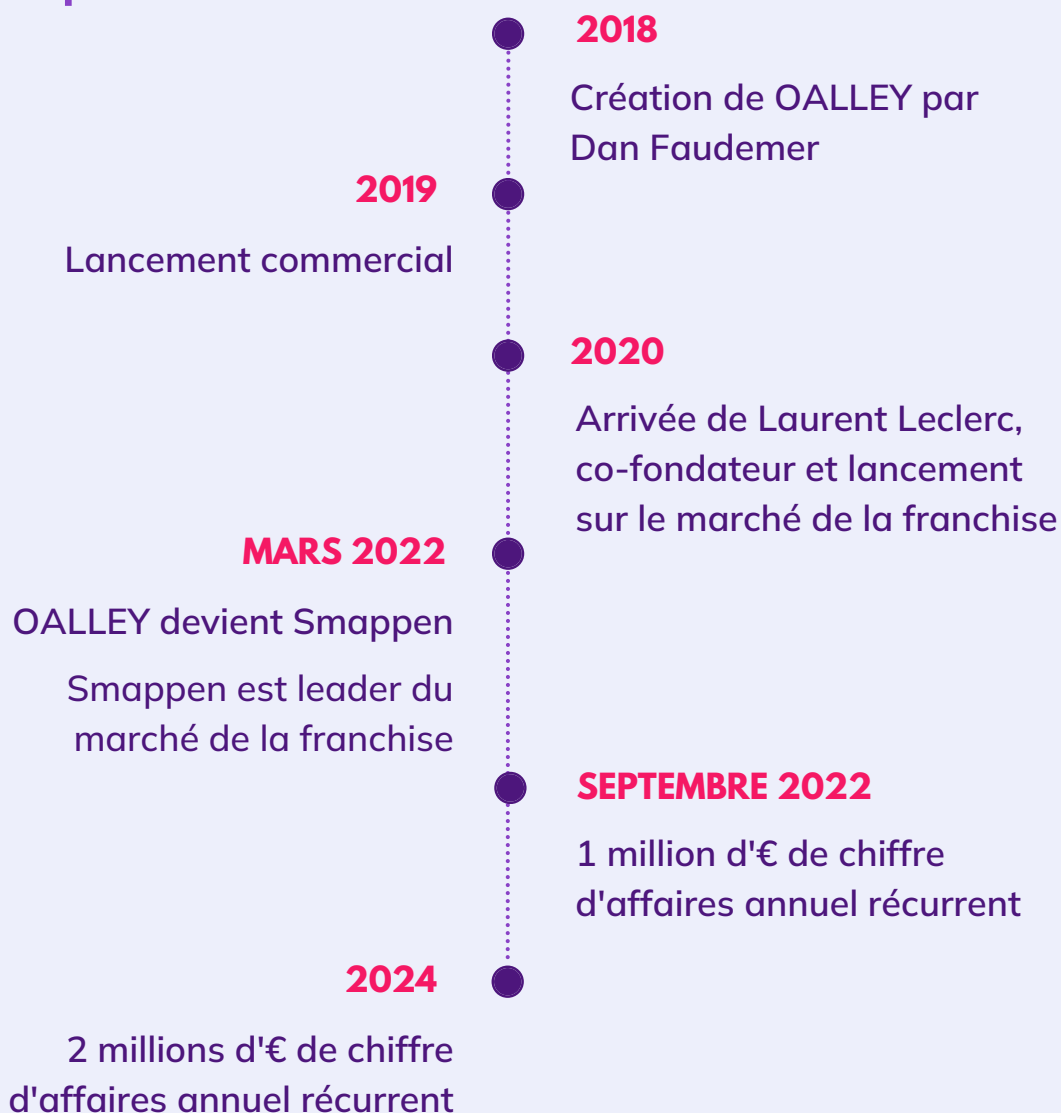 2018
Création de OALLEY par
Dan Faudemer
2019
Lancement commercial
2020
Arrivée de Laurent Leclerc,
co-fondateur et lancement
sur le marché de la franchise
MARS 2022
OALLEY devient Smappen
Smappen est leader du
marché de la franchise
SEPTEMBRE 2022
1 million d'€ de chiffre
d'affaires annuel récurrent
2024
2 millions d'€ de chiffre
d'affaires annuel récurrent